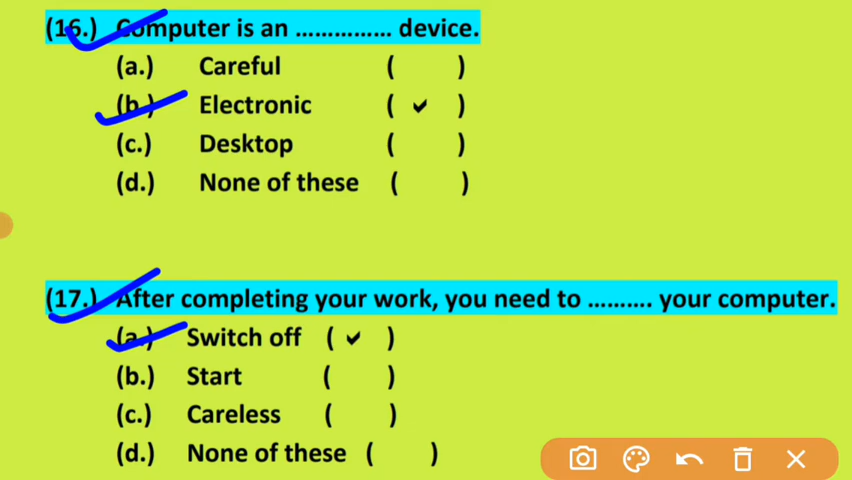 (16.) Computer is an ............... device.
(a.) Careful ( )
(b.) Electronic ( ✓ )
(c.) Desktop ( )
(d.) None of these ( )
(17.) After completing your work, you need to .......... your computer.
(a.) Switch off ( ✓ )
(b.) Start ( )
(c.) Careless ( )
(d.) None of these ( )